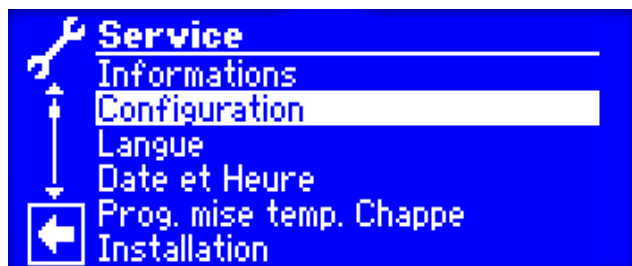 Service
Informations
Configuration
Langue
Date et Heure
Prog. mise temp. Chappe
Installation